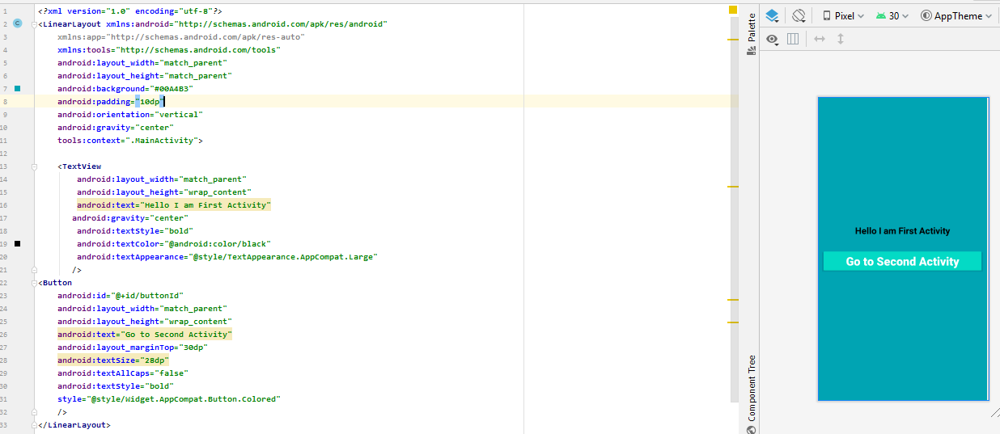 1 <?xml version="1.0" encoding="utf-8"?>
2 <LinearLayout xmlns:android="http://schemas.android.com/apk/res/android"
3 xmlns:app="http://schemas.android.com/apk/res-auto"
4 xmlns:tools="http://schemas.android.com/tools"
5 android:layout_width="match_parent"
6 android:layout_height="match_parent"
7 android:background="#00A4B3"
8 android:padding="10dp"
9 android:orientation="vertical"
10 android:gravity="center"
11 tools:context=".MainActivity">
12
13 <TextView
14 android:layout_width="match_parent"
15 android:layout_height="wrap_content"
16 android:text="Hello I am First Activity"
17 android:gravity="center"
18 android:textStyle="bold"
19 android:textColor="@android:color/black"
20 android:textAppearance="@style/TextAppearance.AppCompat.Large"
21 />
22 <Button
23 android:id="@+id/buttonId"
24 android:layout_width="match_parent"
25 android:layout_height="wrap_content"
26 android:text="Go to Second Activity"
27 android:layout_marginTop="30dp"
28 android:textSize="28dp"
29 android:textAllCaps="false"
30 android:textStyle="bold"
31 style="@style/Widget.AppCompat.Button.Colored"
32 />
33 </LinearLayout>
C
Palette
Component Tree
Pixel 30 AppTheme
Hello I am First Activity
Go to Second Activity